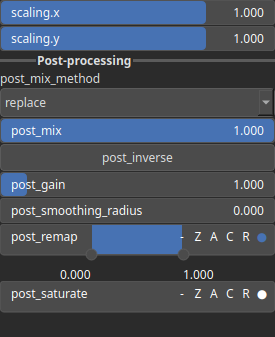 scaling.x 1.000
scaling.y 1.000
Post-processing
post_mix_method
replace
post_mix 1.000
post_inverse
post_gain 1.000
post_smoothing_radius 0.000
post_remap - Z A C R
0.000 1.000
post_saturate - Z A C R